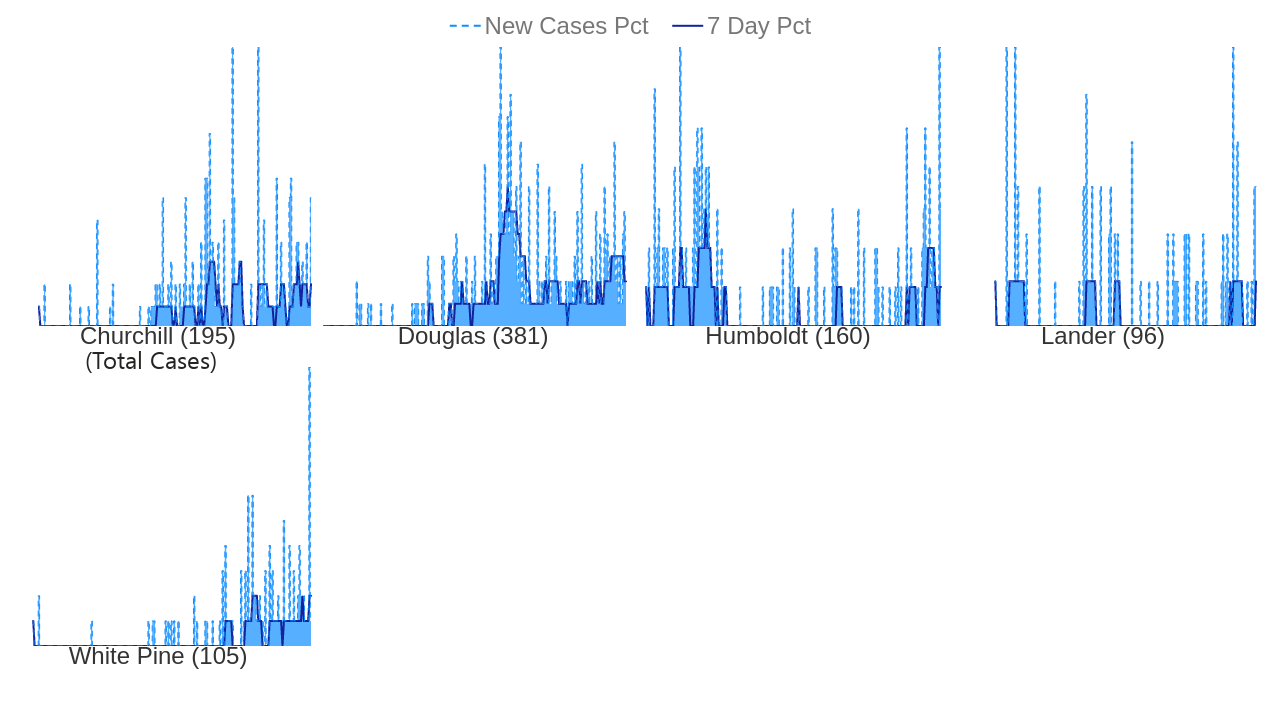 New Cases Pct 7 Day Pct
Churchill (195) Douglas (381) Humboldt (160) Lander (96)
(Total Cases)
White Pine (105)